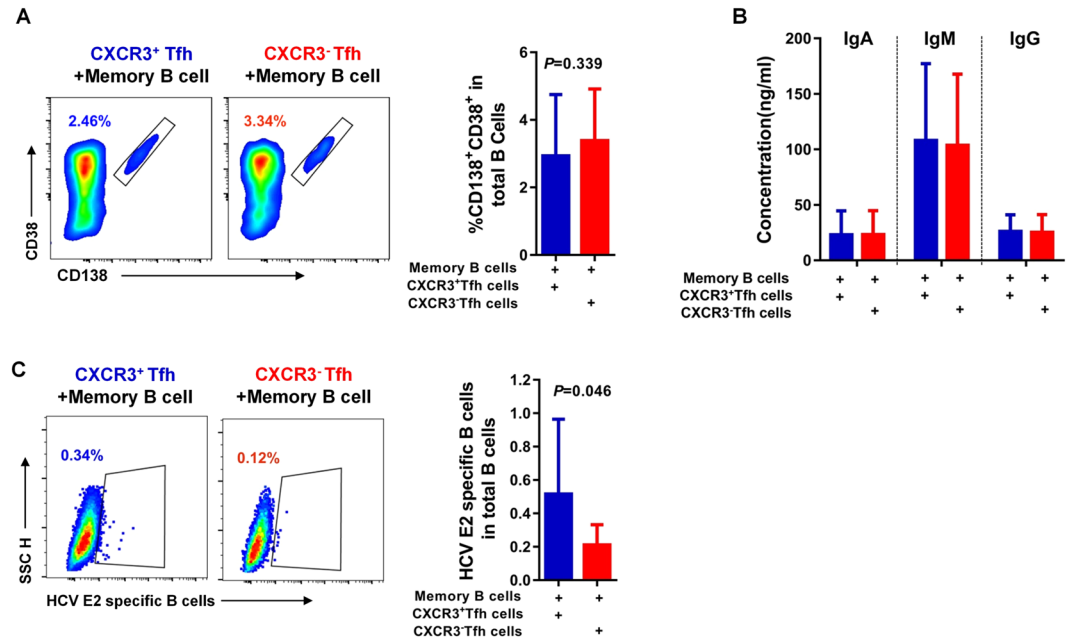 A
CXCR3+ Tfh
+Memory B cell
CXCR3- Tfh
+Memory B cell
2.46%
3.34%
CD38
CD138
%CD138+CD38+ in
total B Cells
6
4
2
0
P=0.339
Memory B cells + +
CXCR3+Tfh cells +
CXCR3-Tfh cells +
B
Concentration(ng/ml)
200
150
100
50
0
IgA IgM IgG
Memory B cells + + + + + +
CXCR3+Tfh cells + + +
CXCR3-Tfh cells + + +
C
CXCR3+ Tfh
+Memory B cell
CXCR3- Tfh
+Memory B cell
0.34%
0.12%
SSC H
HCV E2 specific B cells
HCV E2 specific B cells
in total B cells
1.2
1.0
0.8
0.6
0.4
0.2
0.0
P=0.046
Memory B cells + +
CXCR3+Tfh cells +
CXCR3-Tfh cells +